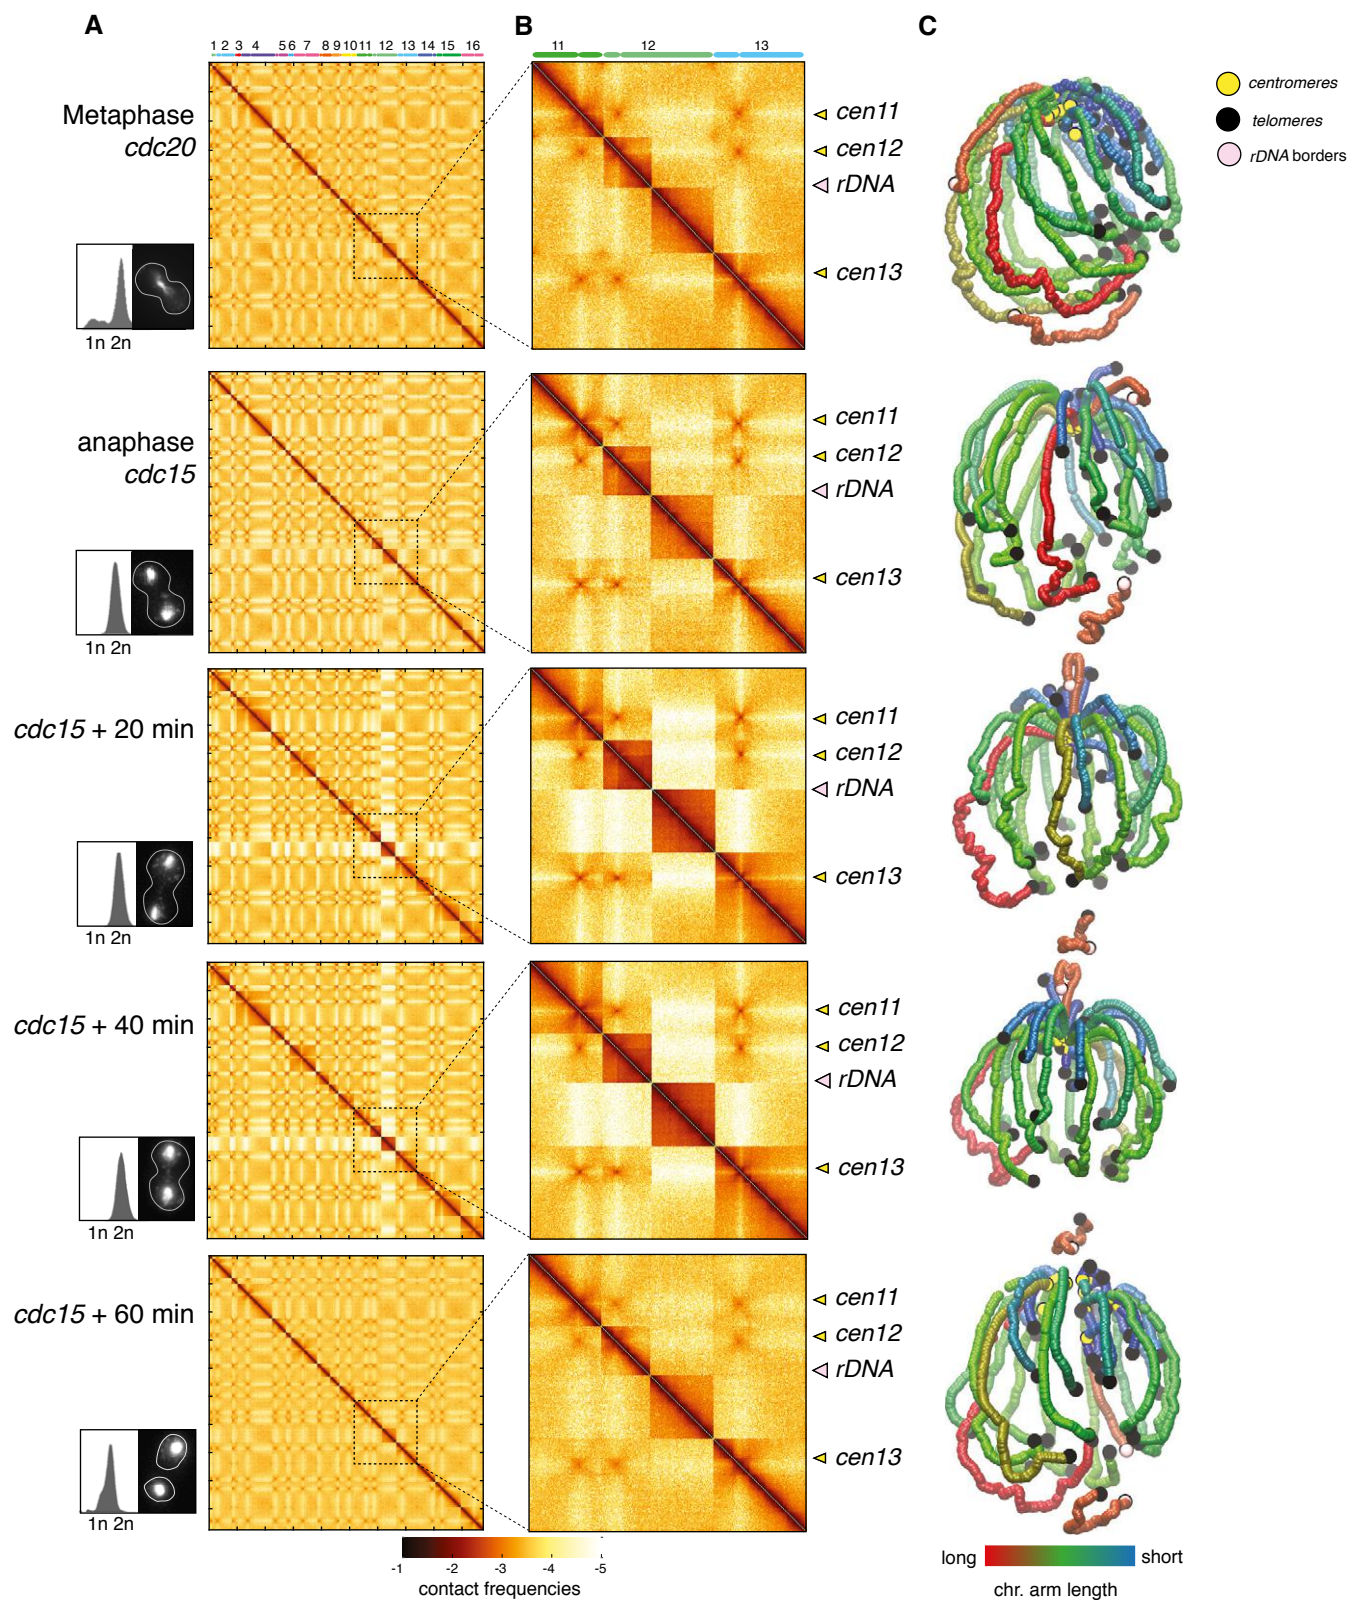 A
B
C
1 2 3 4 5 6 7 8 9 10 11 12 13 14 15 16
11 12 13
Metaphase
cdc20
1n 2n
cen11
cen12
rDNA
cen13
centromeres
telomeres
rDNA borders
anaphase
cdc15
1n 2n
cen11
cen12
rDNA
cen13
cdc15 + 20 min
1n 2n
cen11
cen12
rDNA
cen13
cdc15 + 40 min
1n 2n
cen11
cen12
rDNA
cen13
cdc15 + 60 min
1n 2n
cen11
cen12
rDNA
cen13
-1 -2 -3 -4 -5
contact frequencies
long short
chr. arm length